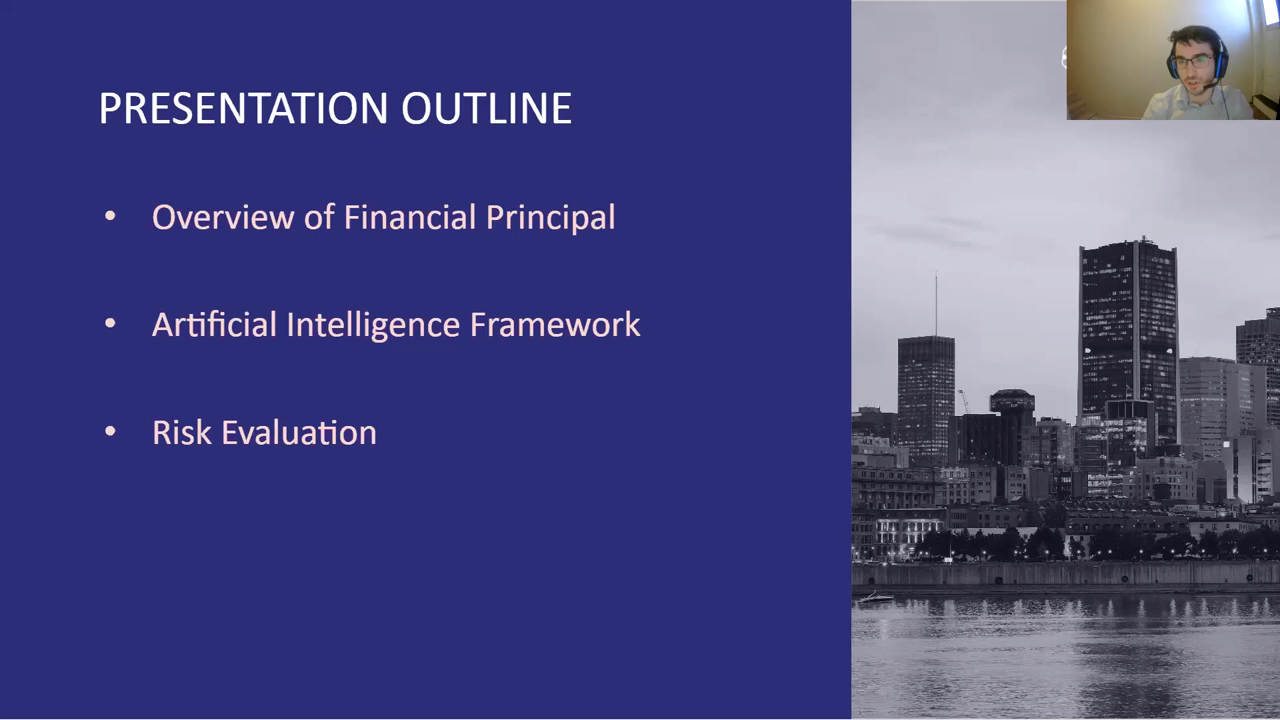 PRESENTATION OUTLINE
• Overview of Financial Principal
• Artificial Intelligence Framework
• Risk Evaluation